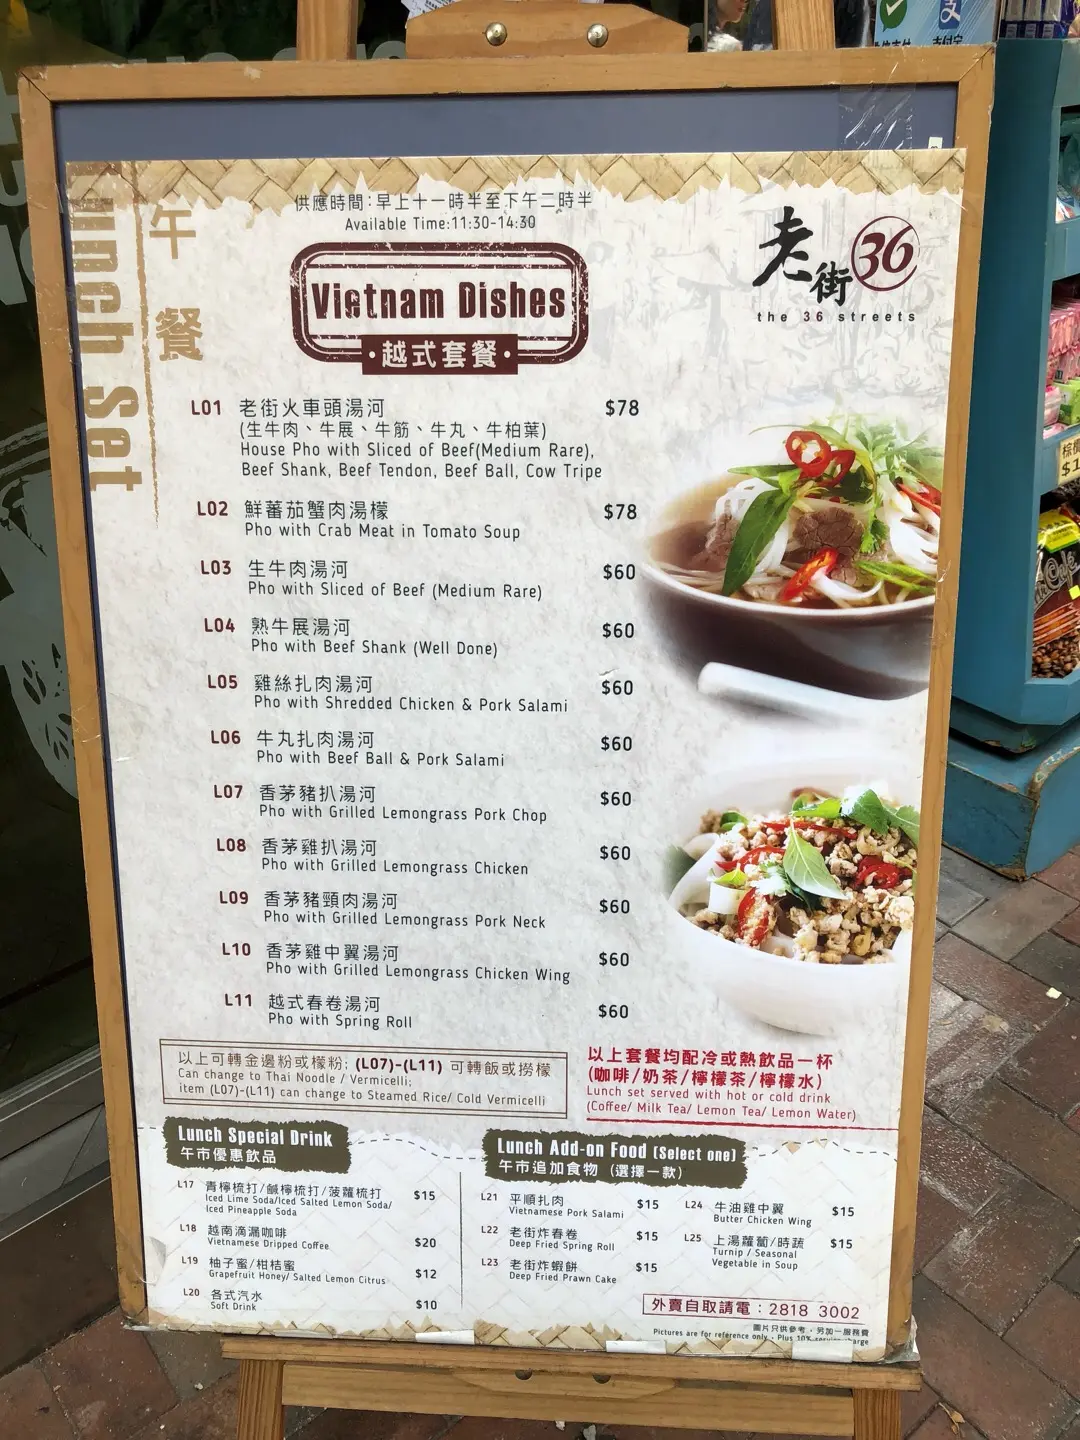 支付宝
供應時間:早上十一時半至下午二時半
Available Time:11:30-14:30
Lunch Set
午餐
老街 36
the 36 streets
Vietnam Dishes
·越式套餐·
L01 老街火車頭湯河 $78
(生牛肉、牛展、牛筋、牛丸、牛柏葉)
House Pho with Sliced of Beef(Medium Rare),
Beef Shank, Beef Tendon, Beef Ball, Cow Tripe
L02 鮮蕃茄蟹肉湯檬 $78
Pho with Crab Meat in Tomato Soup
L03 生牛肉湯河 $60
Pho with Sliced of Beef (Medium Rare)
L04 熟牛展湯河 $60
Pho with Beef Shank (Well Done)
L05 雞絲扎肉湯河 $60
Pho with Shredded Chicken & Pork Salami
L06 牛丸扎肉湯河 $60
Pho with Beef Ball & Pork Salami
L07 香茅豬扒湯河 $60
Pho with Grilled Lemongrass Pork Chop
L08 香茅雞扒湯河 $60
Pho with Grilled Lemongrass Chicken
L09 香茅豬頸肉湯河 $60
Pho with Grilled Lemongrass Pork Neck
L10 香茅雞中翼湯河 $60
Pho with Grilled Lemongrass Chicken Wing
L11 越式春卷湯河 $60
Pho with Spring Roll
以上可轉金邊粉或檬粉; (L07)-(L11) 可轉飯或撈檬
Can change to Thai Noodle / Vermicelli;
item (L07)-(L11) can change to Steamed Rice/ Cold Vermicelli
以上套餐均配冷或熱飲品一杯
(咖啡/奶茶/檸檬茶/檸檬水)
Lunch set served with hot or cold drink
(Coffee/ Milk Tea/ Lemon Tea/ Lemon Water)
Lunch Special Drink
午市優惠飲品
L17 青檸梳打/鹹檸梳打/菠蘿梳打 $15
Iced Lime Soda/Iced Salted Lemon Soda/
Iced Pineapple Soda
L18 越南滴漏咖啡 $20
Vietnamese Dripped Coffee
L19 柚子蜜/柑桔蜜 $12
Grapefruit Honey/ Salted Lemon Citrus
L20 各式汽水 $10
Soft Drink
Lunch Add-on Food (Select one)
午市追加食物 (選擇一款)
L21 平順扎肉 $15
Vietnamese Pork Salami
L22 老街炸春卷 $15
Deep Fried Spring Roll
L23 老街炸蝦餅 $15
Deep Fried Prawn Cake
L24 牛油雞中翼 $15
Butter Chicken Wing
L25 上湯蘿蔔/時蔬 $15
Turnip / Seasonal
Vegetable in Soup
外賣自取請電:2818 3002
圖片只供參考,另加一服務費
Pictures are for reference only, Plus 10% service charge